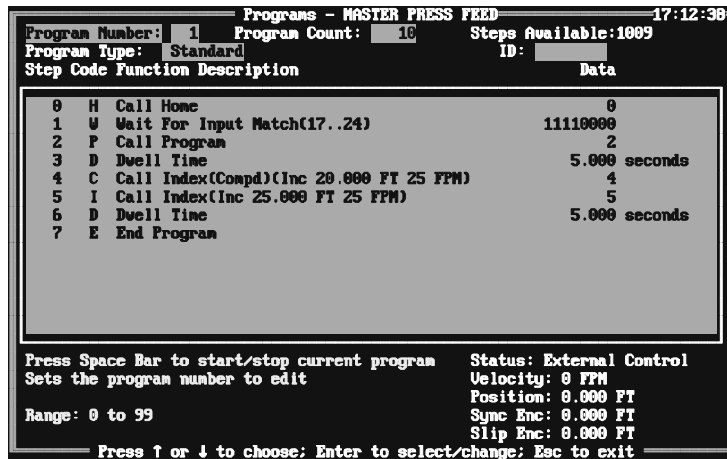 Programs - MASTER PRESS FEED 17:12:38
Program Number: 1 Program Count: 10 Steps Available:1009
Program Type: Standard ID:
Step Code Function Description Data
0 H Call Home 0
1 W Wait For Input Match(17..24) 11110000
2 P Call Program 2
3 D Dwell Time 5.000 seconds
4 C Call Index(Compd)(Inc 20.000 FT 25 FPM) 4
5 I Call Index(Inc 25.000 FT 25 FPM) 5
6 D Dwell Time 5.000 seconds
7 E End Program
Press Space Bar to start/stop current program Status: External Control
Sets the program number to edit Velocity: 0 FPM
Position: 0.000 FT
Range: 0 to 99 Sync Enc: 0.000 FT
Slip Enc: 0.000 FT
Press ↑ or ↓ to choose; Enter to select/change; Esc to exit